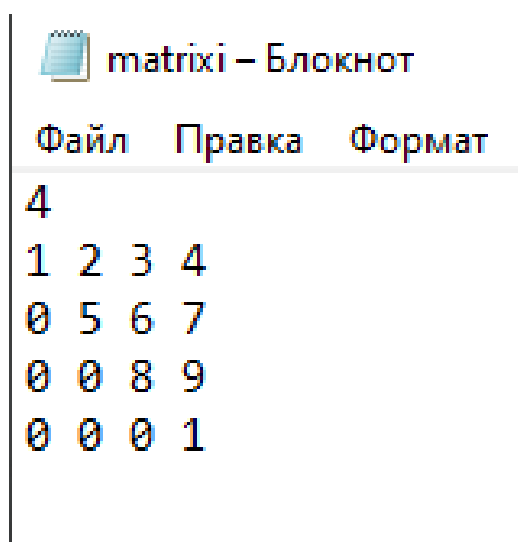 matrixi – Блокнот
Файл Правка Формат
4
1 2 3 4
0 5 6 7
0 0 8 9
0 0 0 1